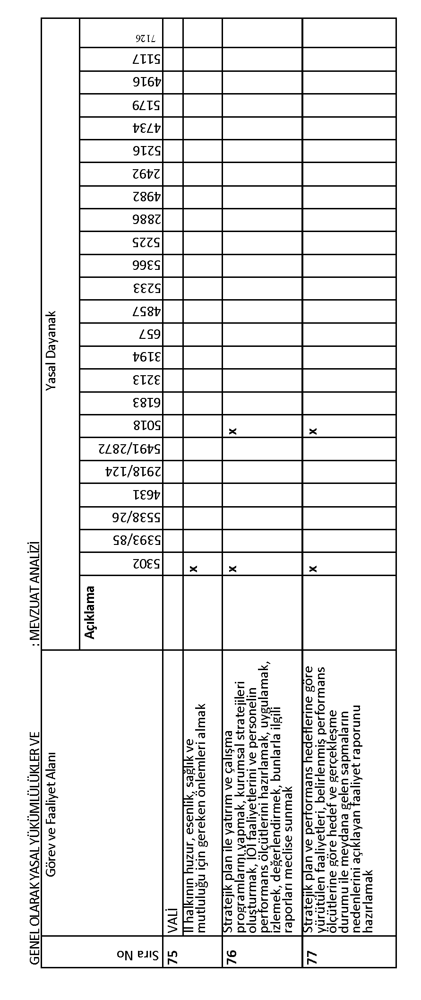 GENEL OLARAK YASAL YÜKÜMLÜLÜKLER VE : MEVZUAT ANALİZİ
Sıra No
Görev ve Faaliyet Alanı
Yasal Dayanak
Açıklama
5302
5393/85
5538/26
4631
2918/124
5491/2872
5018
6183
3213
3194
657
4857
5233
5366
5225
2886
4982
2492
5216
4734
5179
4916
5117
7126
75
VALİ
İl halkının huzur, esenlik, sağlık ve
mutluluğu için gereken önlemleri almak
x
76
Stratejik plan ile yatırım ve çalışma
programlarını yapmak, kurumsal stratejileri
oluşturmak, İÖİ faaliyetlerini ve personelin
performans ölçütlerini hazırlamak, uygulamak,
izlemek, değerlendirmek, bunlarla ilgili
raporları meclise sunmak
x
x
77
Stratejik plan ve performans hedeflerine göre
yürütülen faaliyetleri, belirlenmiş performans
ölçütlerine göre hedef ve gerçekleşme
durumu ile meydana gelen sapmaların
nedenlerini açıklayan faaliyet raporunu
hazırlamak
x
x